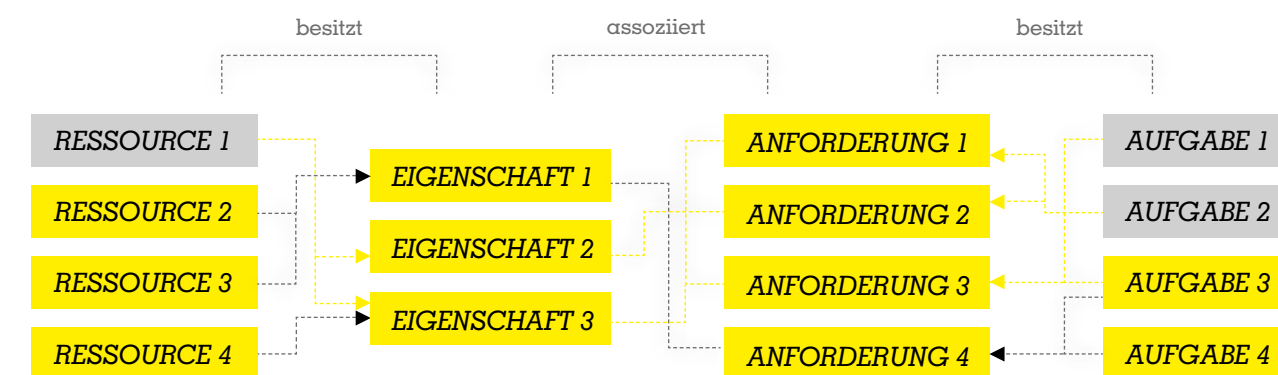 besitzt
assoziiert
besitzt
RESSOURCE 1
RESSOURCE 2
RESSOURCE 3
RESSOURCE 4
EIGENSCHAFT 1
EIGENSCHAFT 2
EIGENSCHAFT 3
ANFORDERUNG 1
ANFORDERUNG 2
ANFORDERUNG 3
ANFORDERUNG 4
AUFGABE 1
AUFGABE 2
AUFGABE 3
AUFGABE 4